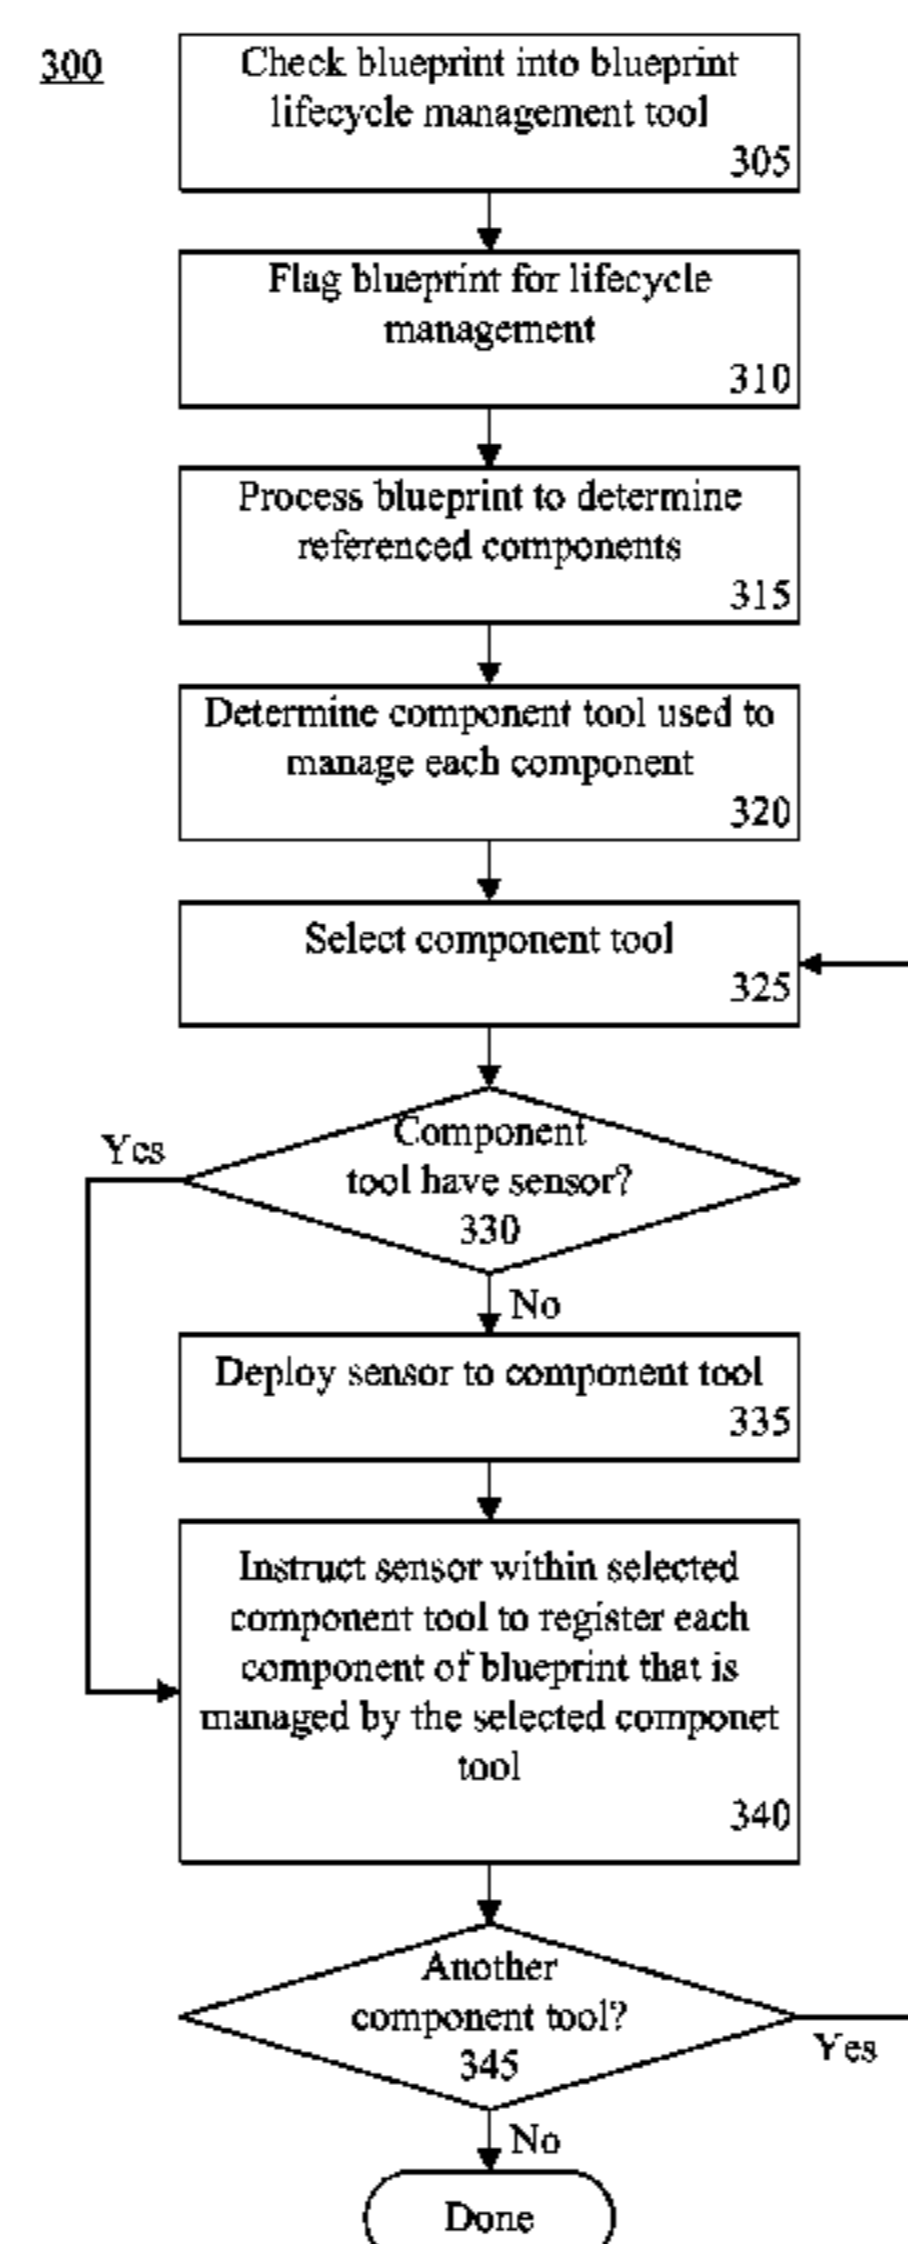 300
Check blueprint into blueprint
lifecycle management tool
305
Flag blueprint for lifecycle
management
310
Process blueprint to determine
referenced components
315
Determine component tool used to
manage each component
320
Select component tool
325
Component
tool have sensor?
330
Yes
No
Deploy sensor to component tool
335
Instruct sensor within selected
component tool to register each
component of blueprint that is
managed by the selected componet
tool
340
Another
component tool?
345
Yes
No
Done